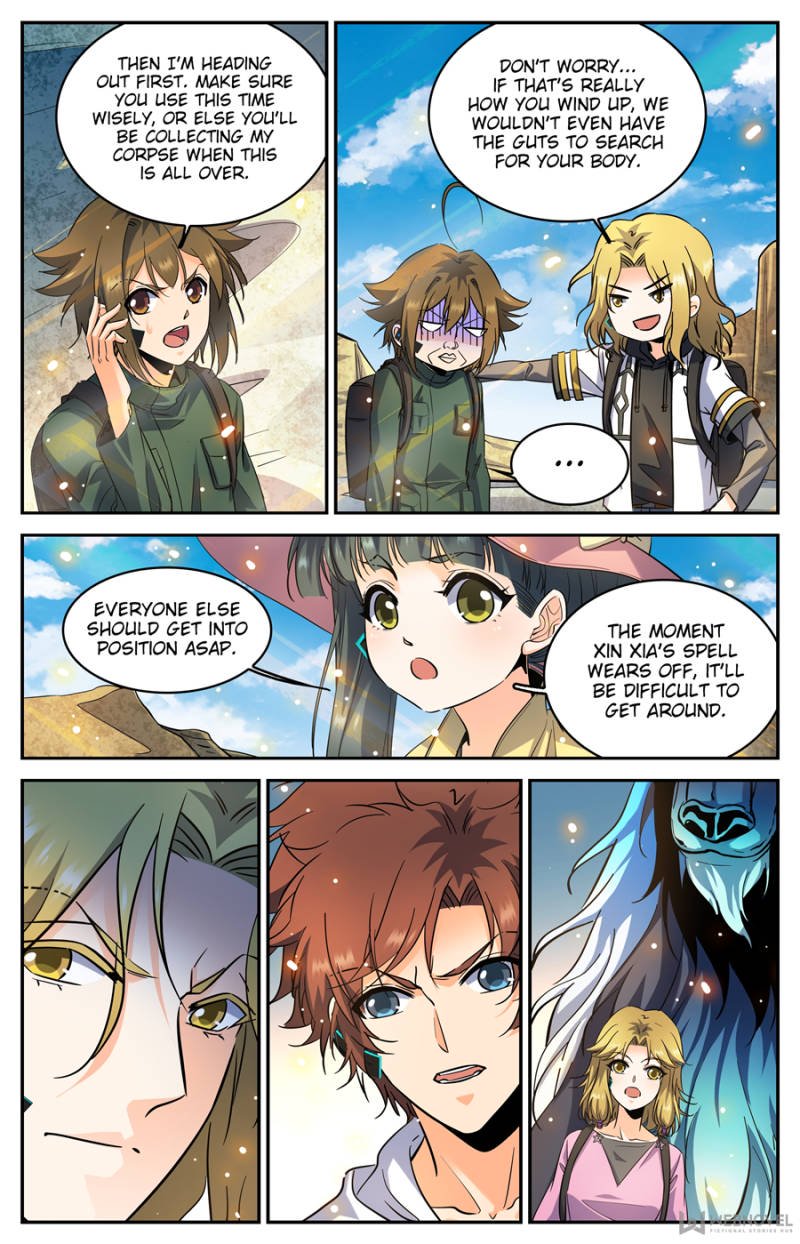 THEN I'M HEADING
OUT FIRST. MAKE SURE
YOU USE THIS TIME
WISELY, OR ELSE YOU'LL
BE COLLECTING MY
CORPSE WHEN THIS
IS ALL OVER.
DON'T WORRY...
IF THAT'S REALLY
HOW YOU WIND UP, WE
WOULDN'T EVEN HAVE
THE GUTS TO SEARCH
FOR YOUR BODY.
...
EVERYONE ELSE
SHOULD GET INTO
POSITION ASAP.
THE MOMENT
XIN XIA'S SPELL
WEARS OFF, IT'LL
BE DIFFICULT TO
GET AROUND.
WEBNOVEL
FICTIONAL STORIES HUB